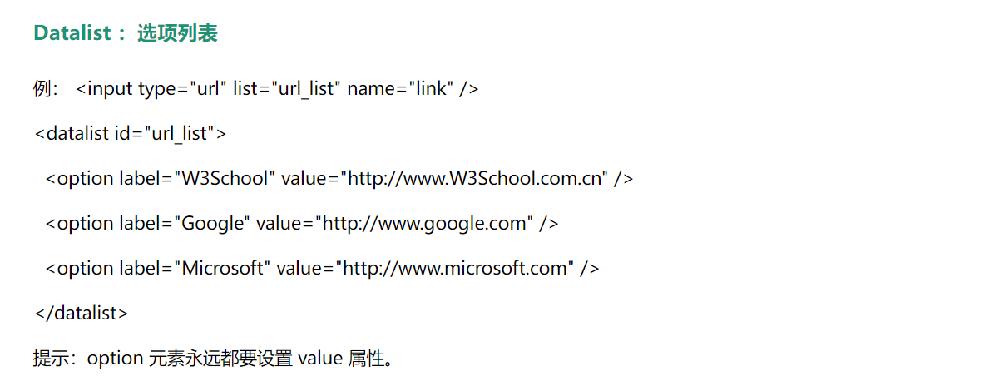 Datalist ：选项列表
例： <input type="url" list="url_list" name="link" />
<datalist id="url_list">
<option label="W3School" value="http://www.W3School.com.cn" />
<option label="Google" value="http://www.google.com" />
<option label="Microsoft" value="http://www.microsoft.com" />
</datalist>
提示：option 元素永远都要设置 value 属性。